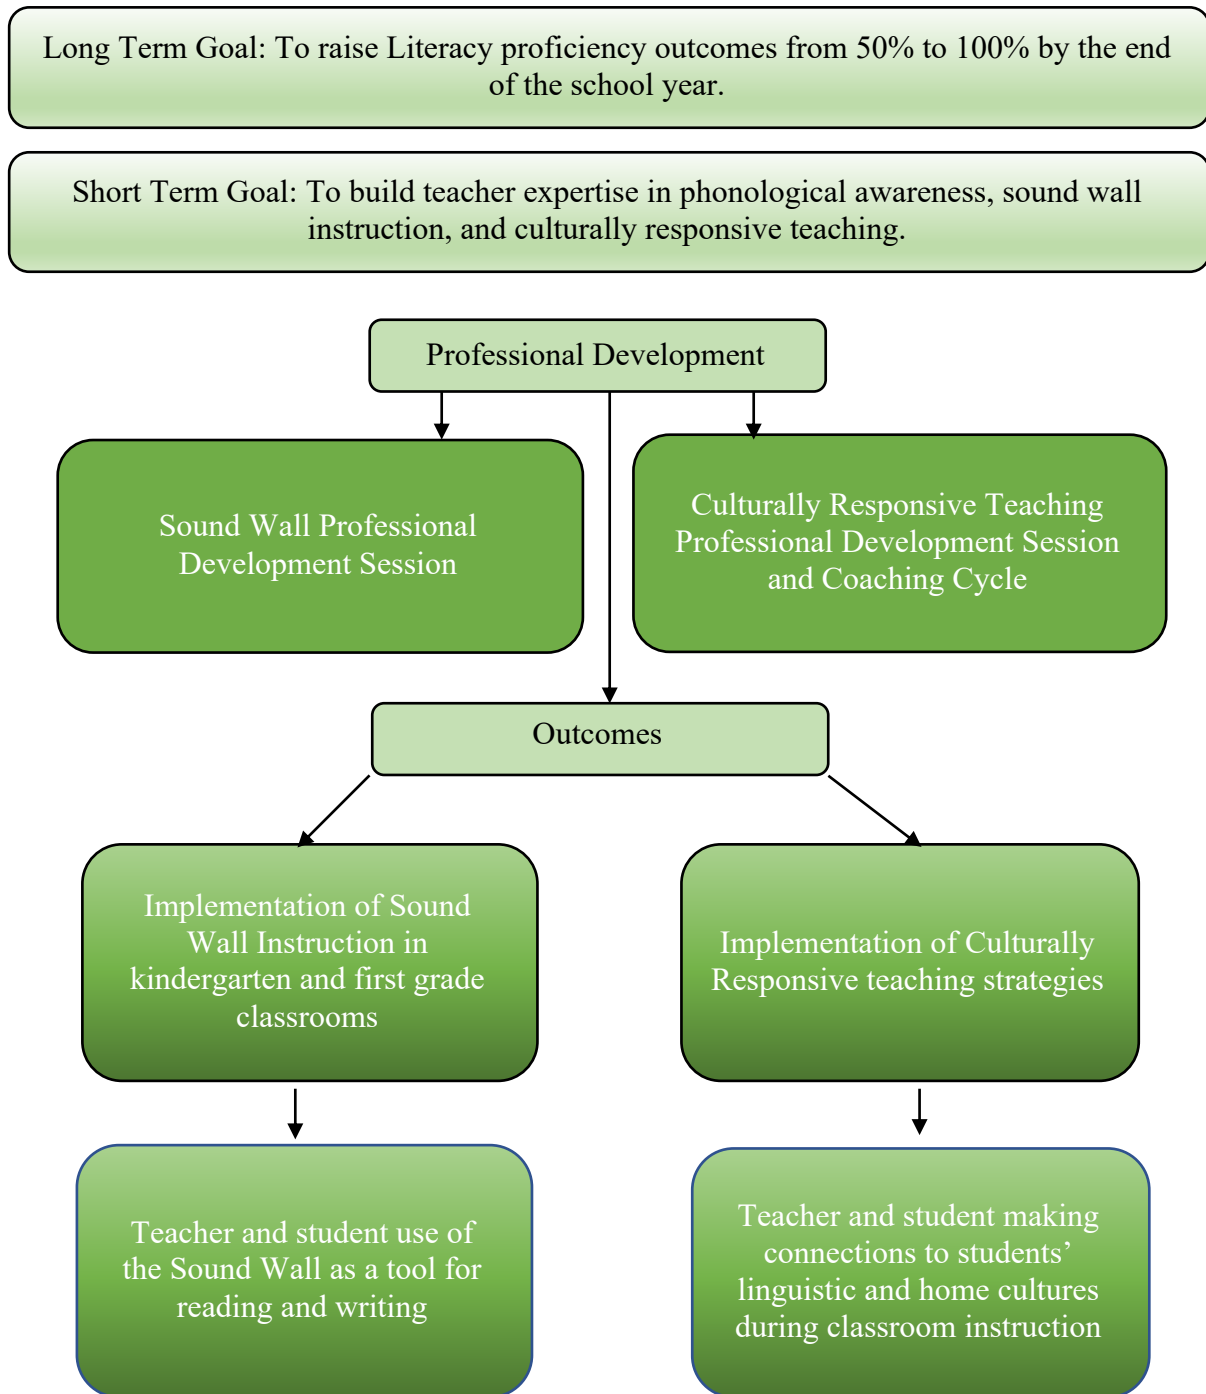 Long Term Goal: To raise Literacy proficiency outcomes from 50% to 100% by the end
of the school year.
Short Term Goal: To build teacher expertise in phonological awareness, sound wall
instruction, and culturally responsive teaching.
Professional Development
Sound Wall Professional
Development Session
Culturally Responsive Teaching
Professional Development Session
and Coaching Cycle
Outcomes
Implementation of Sound
Wall Instruction in
kindergarten and first grade
classrooms
Implementation of Culturally
Responsive teaching strategies
Teacher and student use of
the Sound Wall as a tool for
reading and writing
Teacher and student making
connections to students’
linguistic and home cultures
during classroom instruction